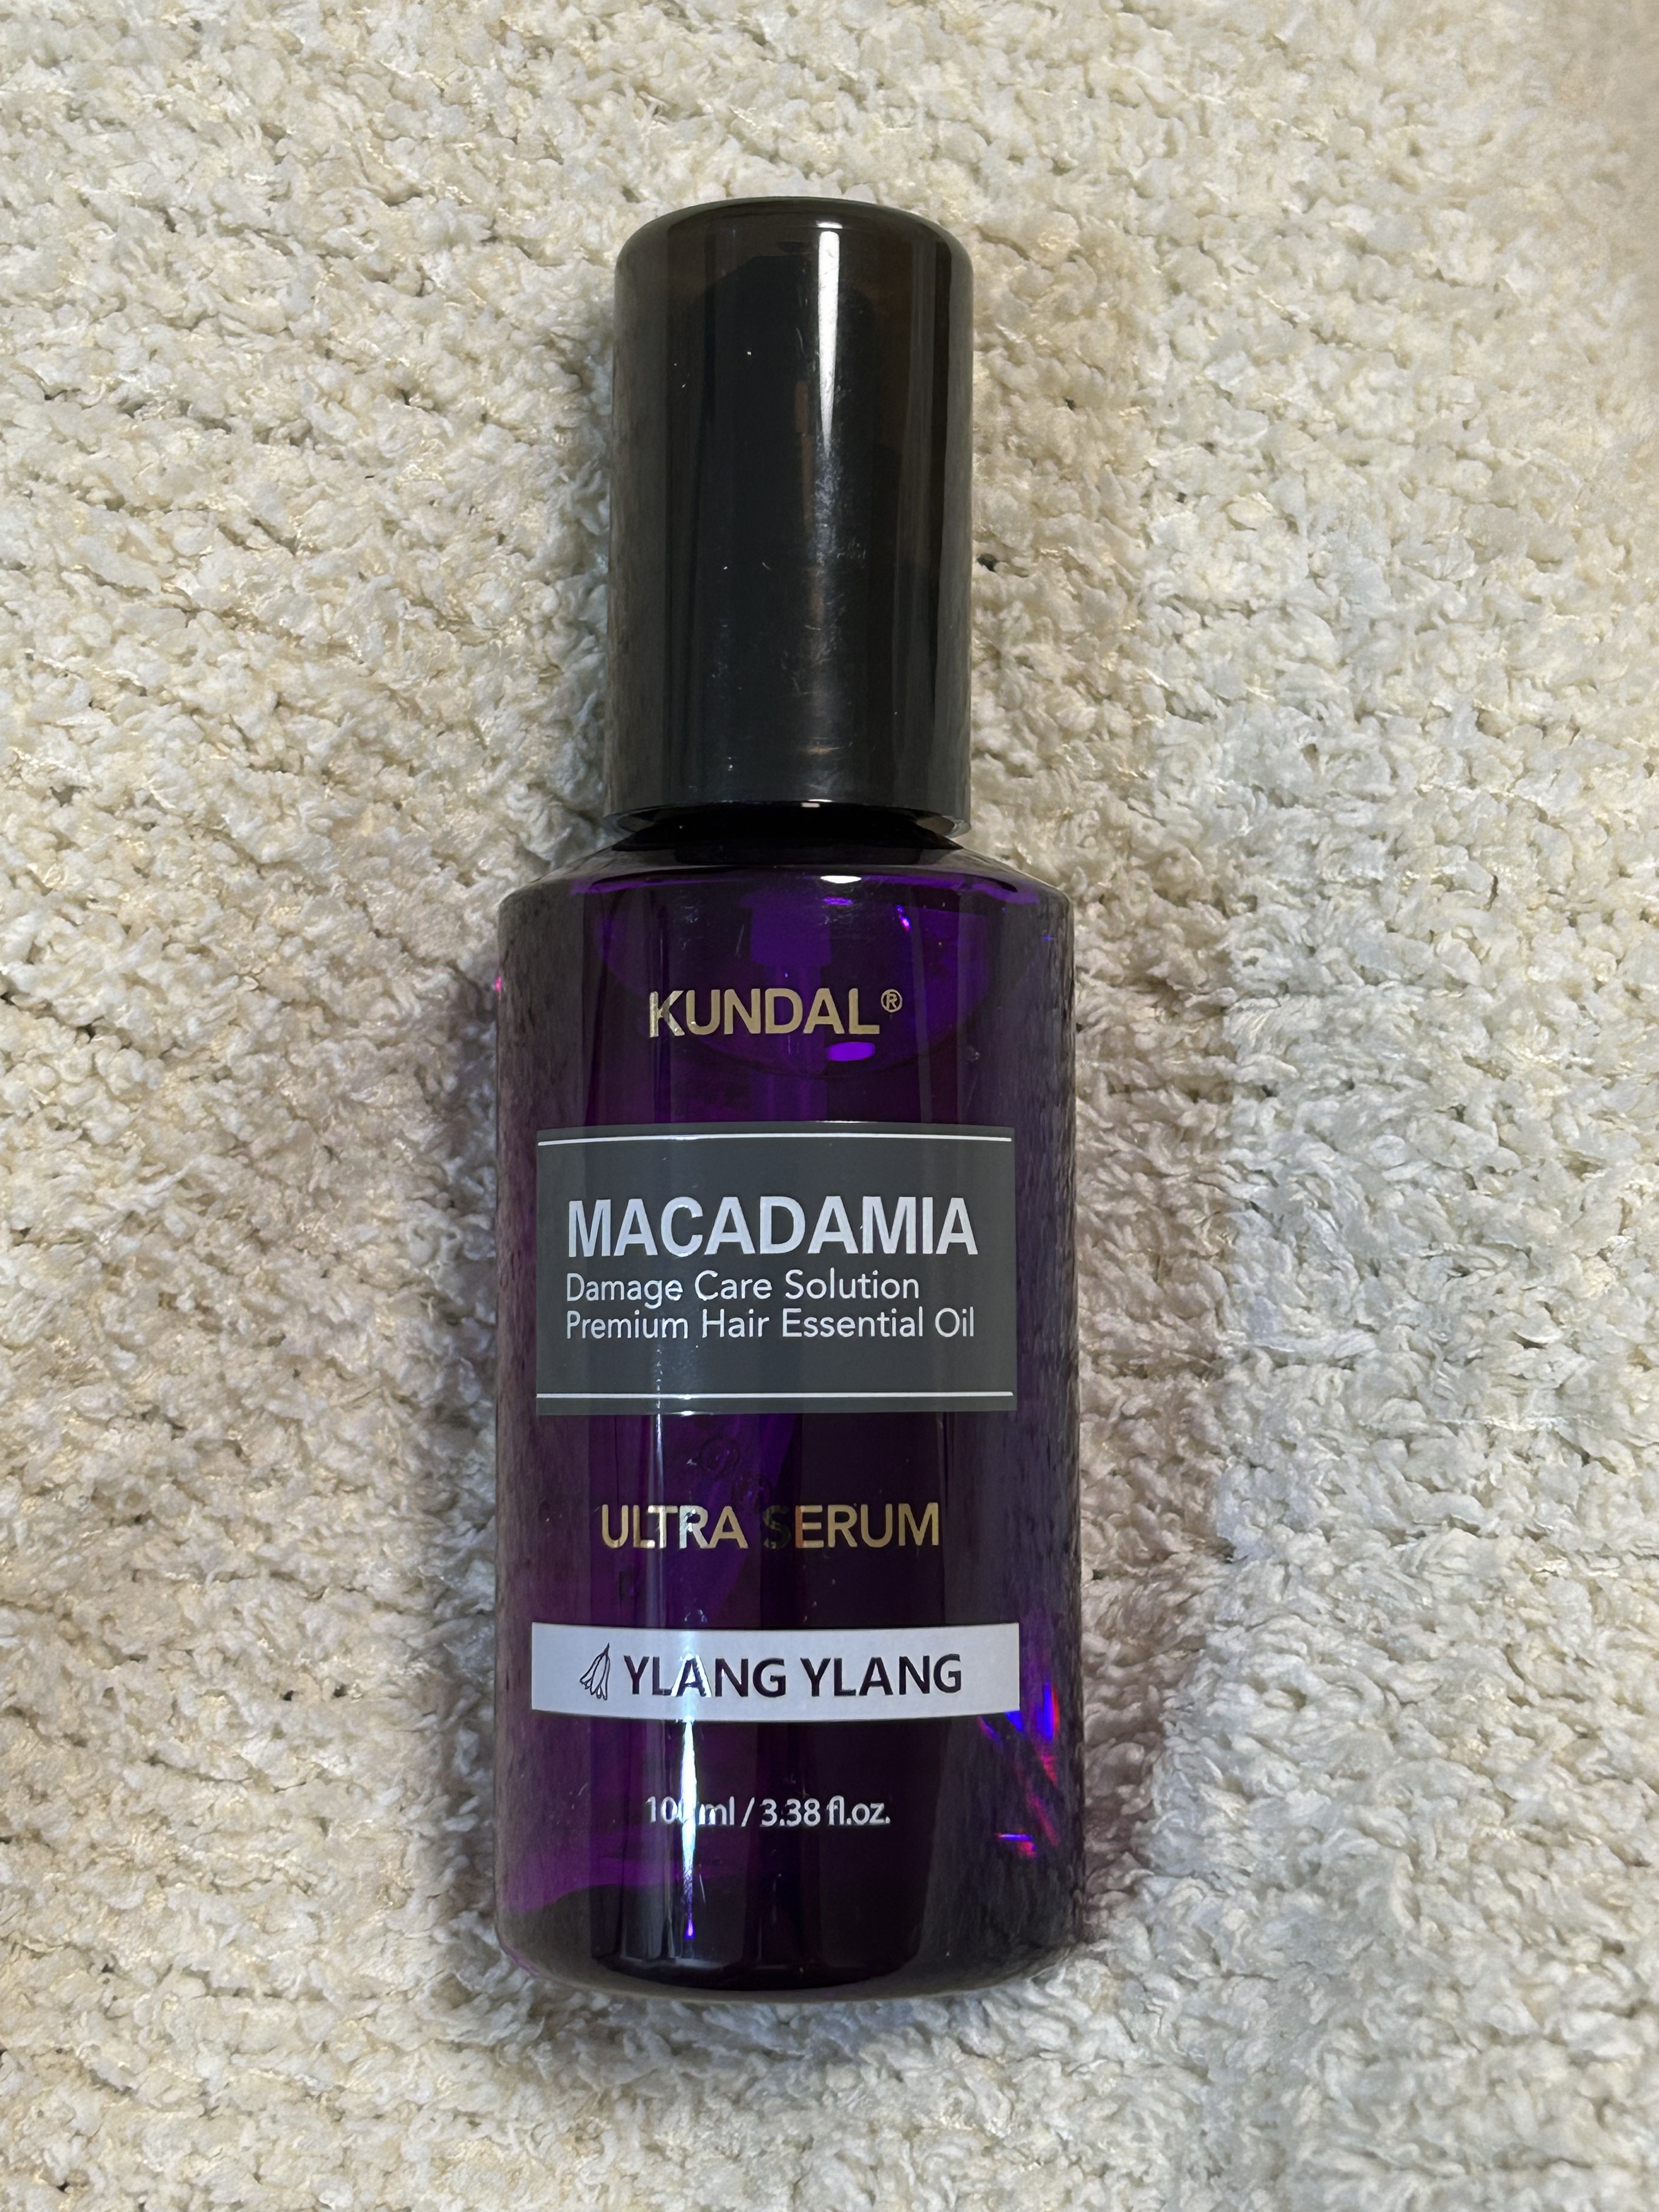 KUNDAL®
MACADAMIA
Damage Care Solution
Premium Hair Essential Oil
ULTRA SERUM
YLANG YLANG
100ml / 3.38 fl.oz.